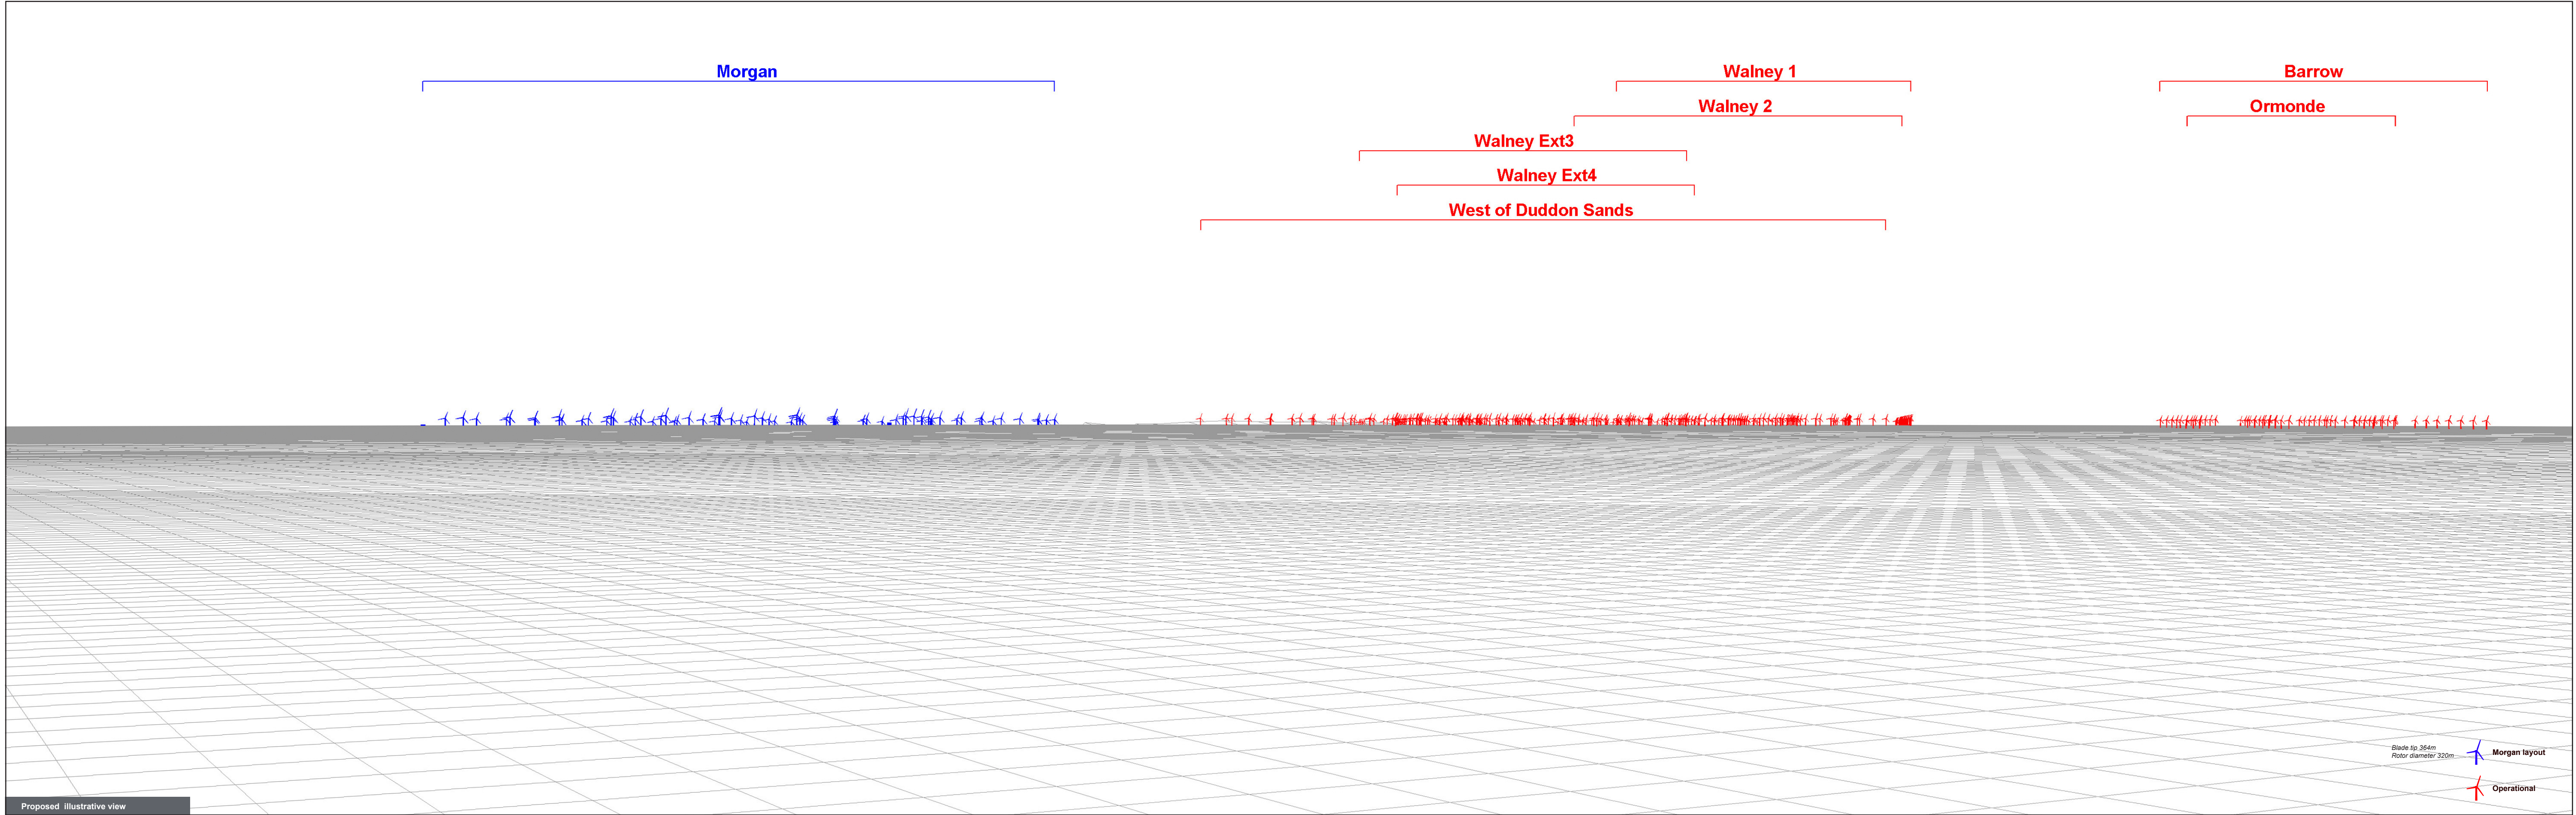 Morgan
Walney 1
Barrow
Walney 2
Ormonde
Walney Ext3
Walney Ext4
West of Duddon Sands
Blade tip 364m
Rotor diameter 320m
Morgan layout
Operational
Proposed illustrative view